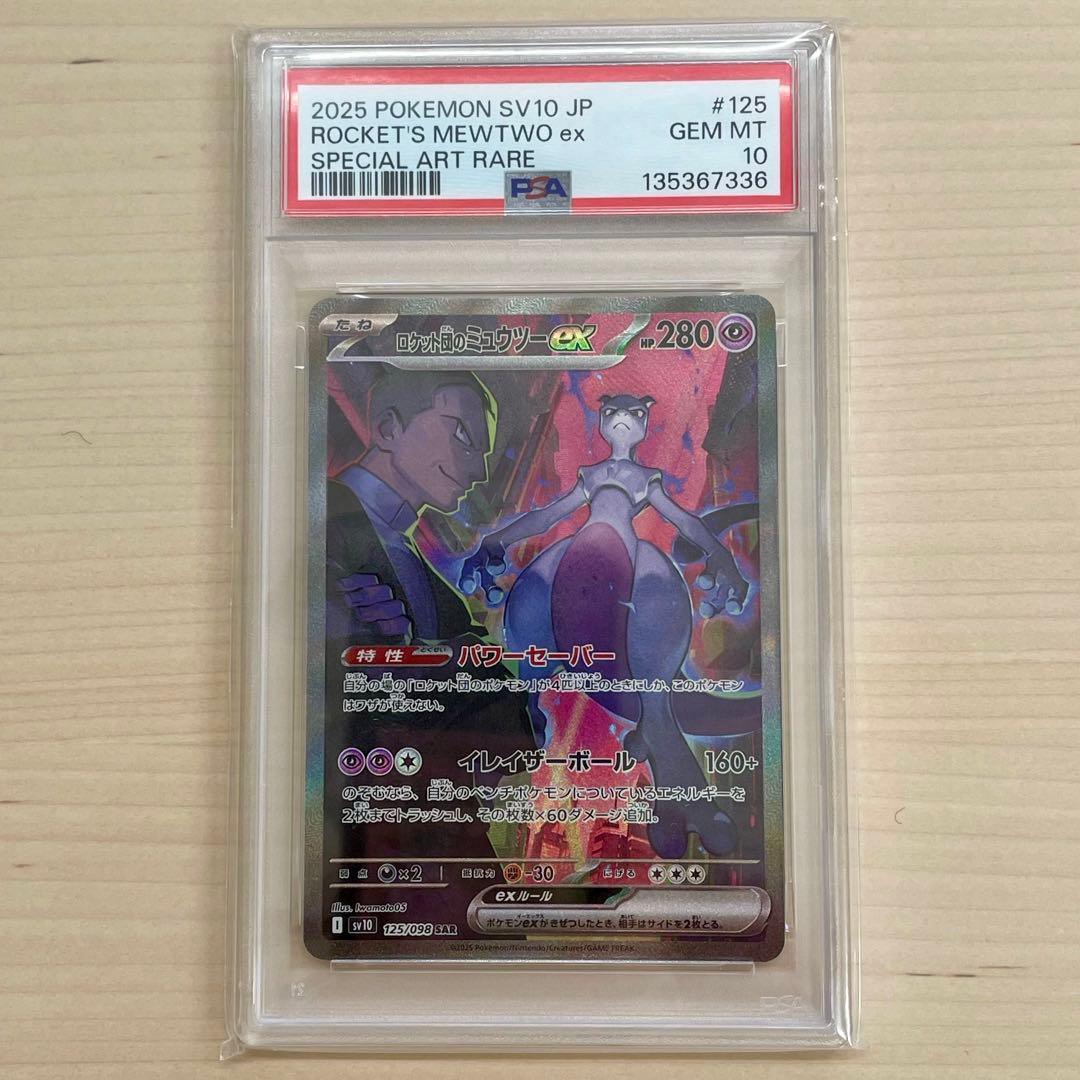 2025 POKEMON SV10 JP #125
ROCKET'S MEWTWO ex GEM MT
SPECIAL ART RARE 10
PSA 135367336
たね ロケット団のミュウツーex HP280
特性 とくせい パワーセーバー
自分の場の「ロケット団のポケモン」が4匹以上のときにしか、このポケモン
はワザが使えない。
イレイザーボール 160+
のぞむなら、自分のベンチポケモンについているエネルギーを
2枚までトラッシュし、その枚数×60ダメージ追加。
弱点 ×2 抵抗力 -30 にげる
exルール
ポケモンexがきぜつしたとき、相手はサイドを2枚とる。
Illus. Iwamoto05
I sv10 125/098 SAR
©2025 Pokémon/Nintendo/Creatures/GAME FREAK.
PSA